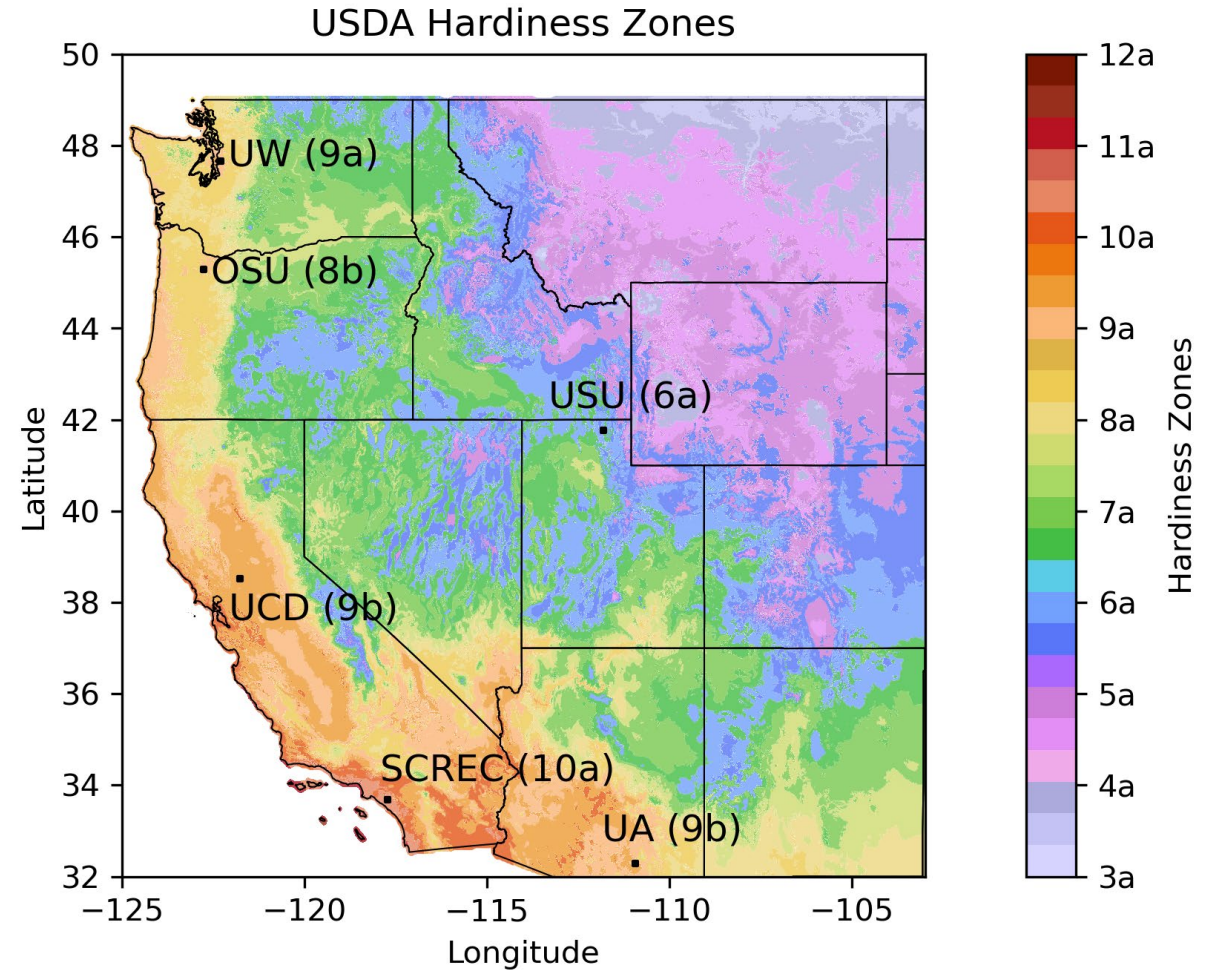 USDA Hardiness Zones
50
48
46
44
42
40
38
36
34
32
Latitude
−125
−120
−115
−110
−105
Longitude
UW (9a)
OSU (8b)
USU (6a)
UCD (9b)
SCREC (10a)
UA (9b)
12a
11a
10a
9a
8a
7a
6a
5a
4a
3a
Hardiness Zones